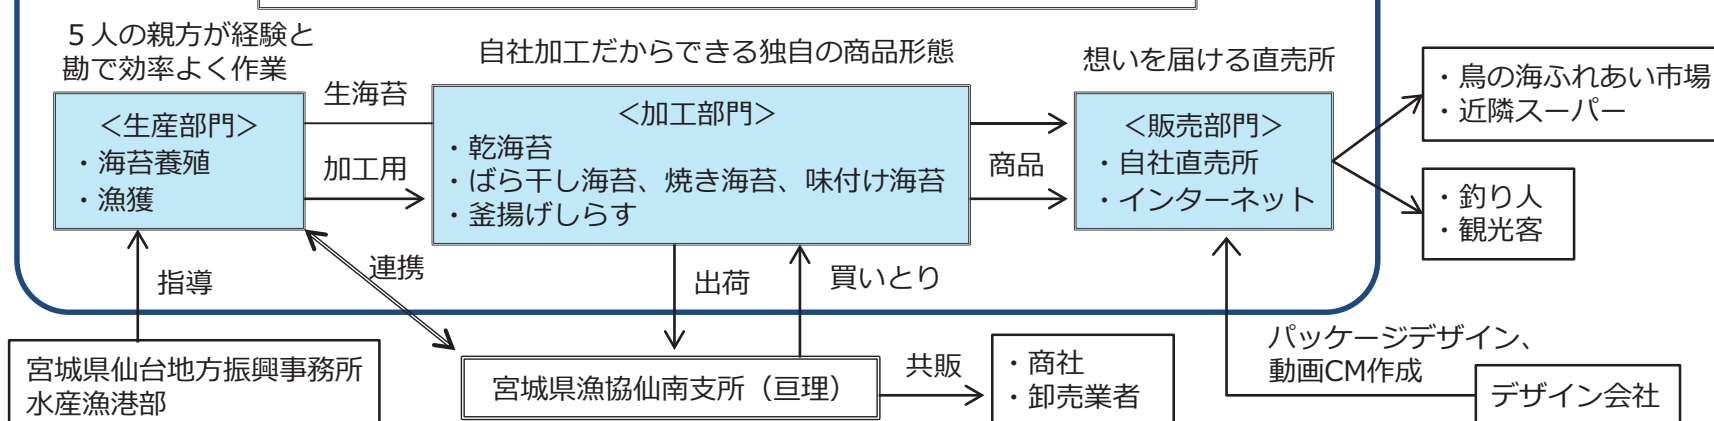 ５人の親方が経験と
勘で効率よく作業
自社加工だからできる独自の商品形態
想いを届ける直売所
＜生産部門＞
・海苔養殖
・漁獲
生海苔
加工用
＜加工部門＞
・乾海苔
・ばら干し海苔、焼き海苔、味付け海苔
・釜揚げしらす
商品
＜販売部門＞
・自社直売所
・インターネット
・鳥の海ふれあい市場
・近隣スーパー
・釣り人
・観光客
指導
連携
出荷
買いとり
宮城県仙台地方振興事務所
水産漁港部
宮城県漁協仙南支所（亘理）
共販
・商社
・卸売業者
パッケージデザイン、
動画CM作成
デザイン会社